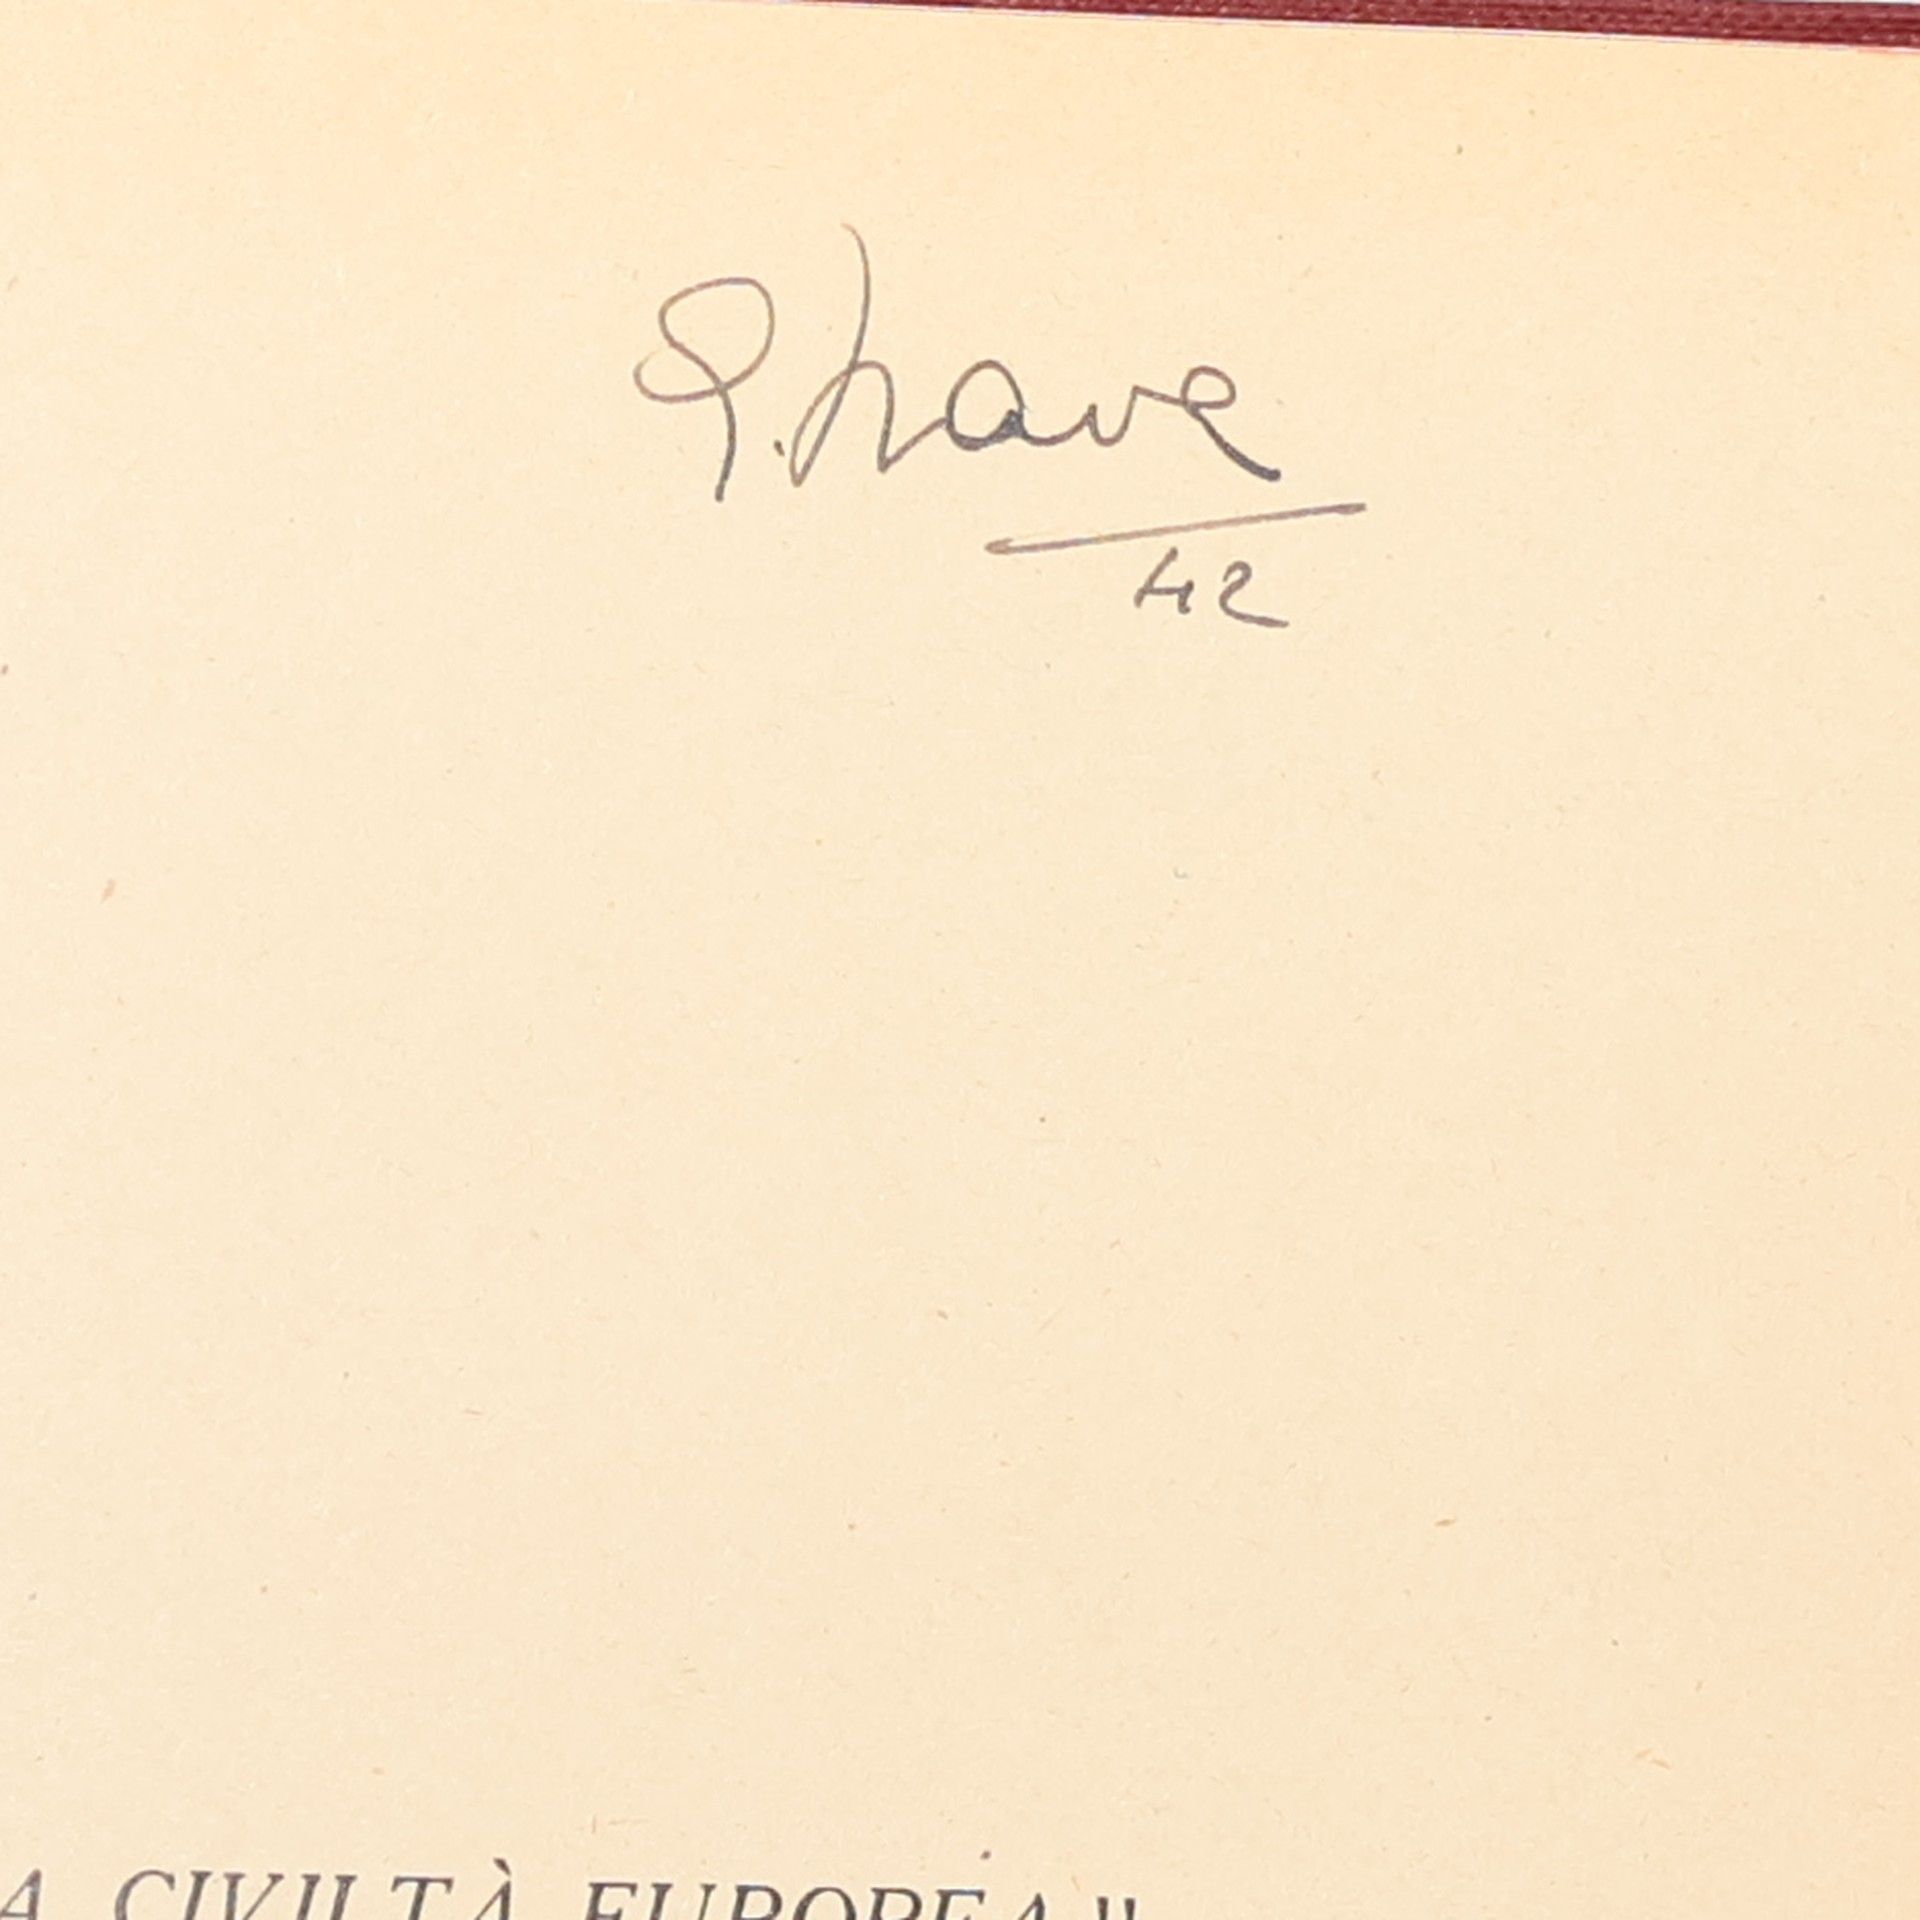 P. Nave
42
A CIVILTÀ EUROPEA"